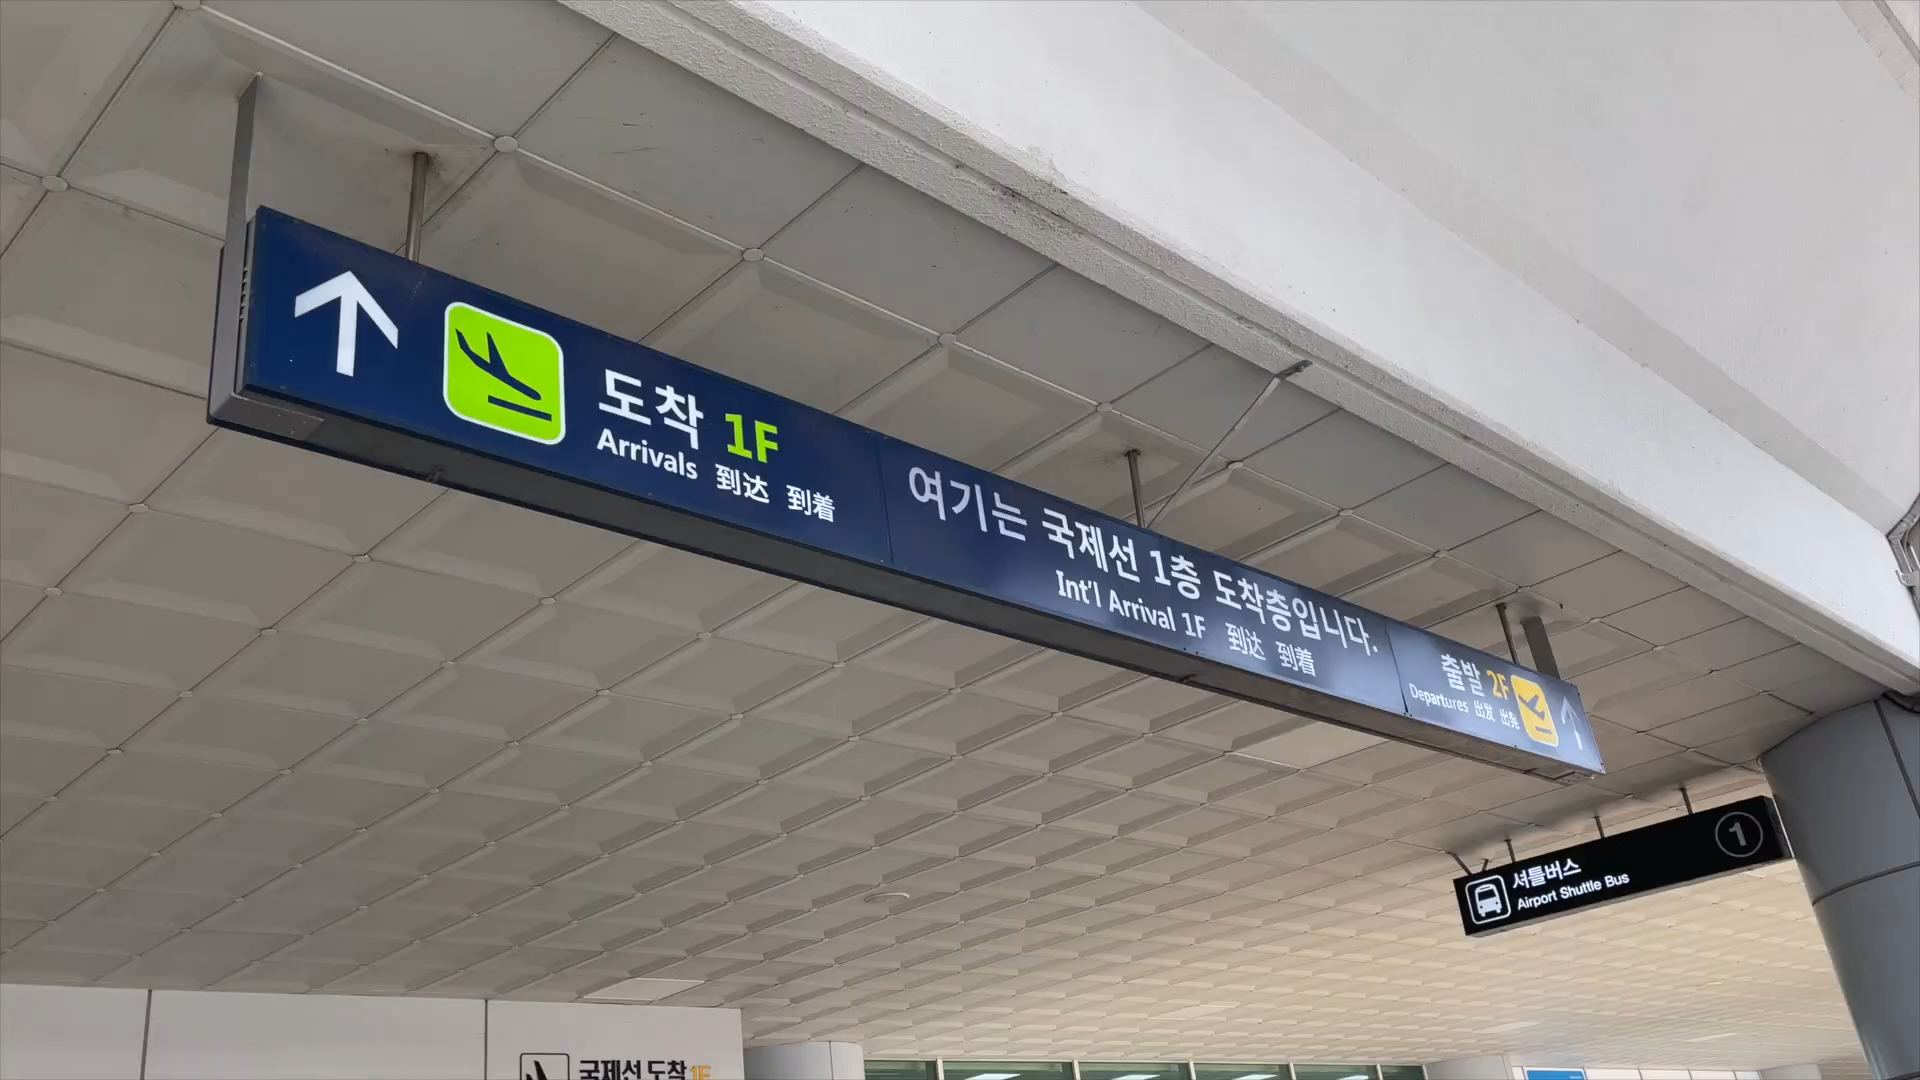 도착 1F
Arrivals 到达 到着
여기는 국제선 1층 도착층입니다.
Int'l Arrival 1F 到达 到着
출발 2F
Departures 出发 出発
셔틀버스
Airport Shuttle Bus
1
국제선 도착 1F